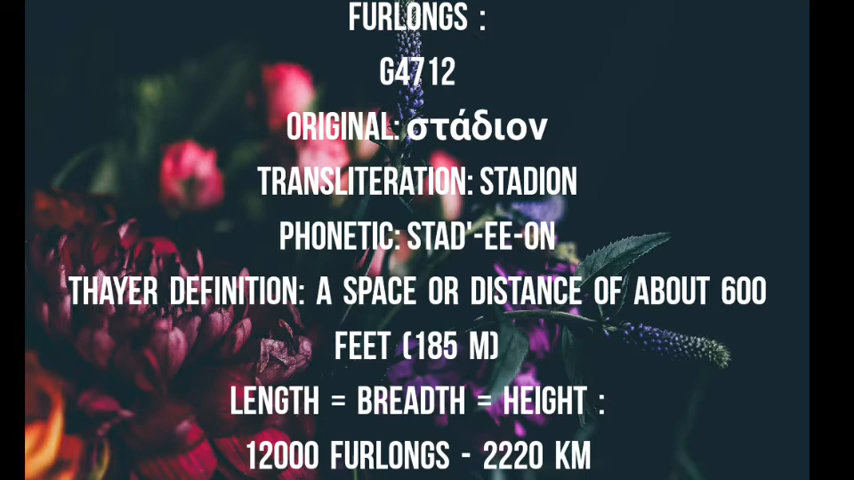 FURLONGS :
G4712
ORIGINAL: στάδιον
TRANSLITERATION: STADION
PHONETIC: STAD'-EE-ON
THAYER DEFINITION: A SPACE OR DISTANCE OF ABOUT 600
FEET (185 M)
LENGTH = BREADTH = HEIGHT :
12000 FURLONGS - 2220 KM